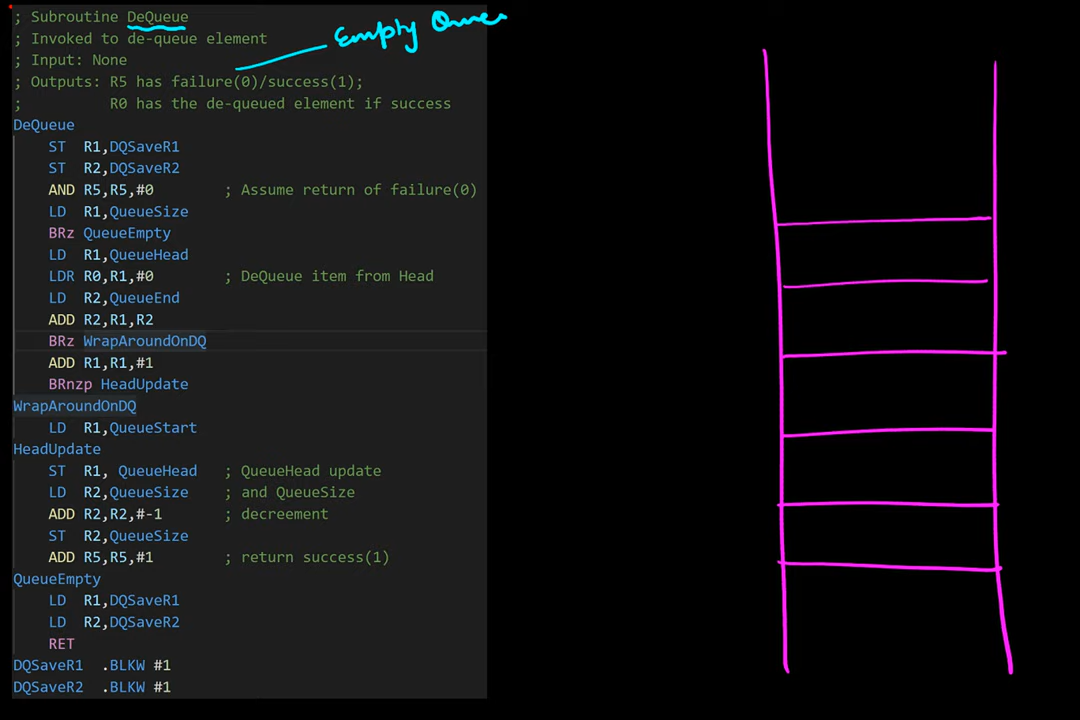 ; Subroutine DeQueue
; Invoked to de-queue element
Empty Queue
; Input: None
; Outputs: R5 has failure(0)/success(1);
;          R0 has the de-queued element if success
DeQueue
    ST  R1,DQSaveR1
    ST  R2,DQSaveR2
    AND R5,R5,#0        ; Assume return of failure(0)
    LD  R1,QueueSize
    BRz QueueEmpty
    LD  R1,QueueHead
    LDR R0,R1,#0        ; DeQueue item from Head
    LD  R2,QueueEnd
    ADD R2,R1,R2
    BRz WrapAroundOnDQ
    ADD R1,R1,#1
    BRnzp HeadUpdate
WrapAroundOnDQ
    LD  R1,QueueStart
HeadUpdate
    ST  R1, QueueHead   ; QueueHead update
    LD  R2,QueueSize    ; and QueueSize
    ADD R2,R2,#-1       ; decreement
    ST  R2,QueueSize
    ADD R5,R5,#1        ; return success(1)
QueueEmpty
    LD  R1,DQSaveR1
    LD  R2,DQSaveR2
    RET
DQSaveR1  .BLKW #1
DQSaveR2  .BLKW #1